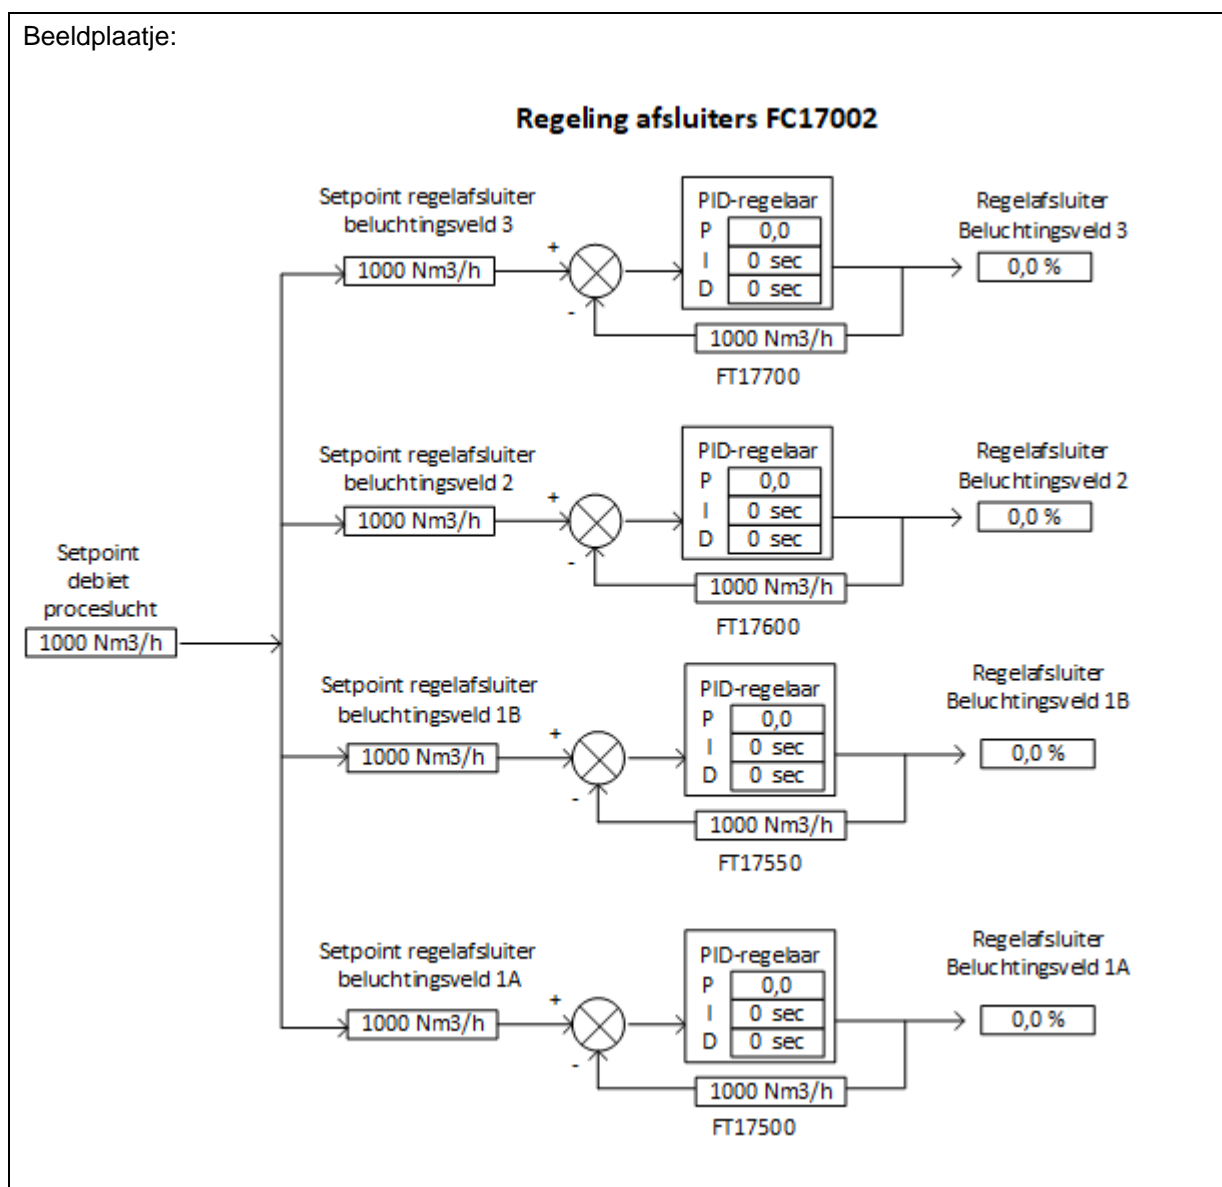 Beeldplaatje:
Regeling afsluiters FC17002
Setpoint regelafsluiter
beluchtingsveld 3
1000 Nm3/h
+
-
PID-regelaar
P 0,0
I 0 sec
D 0 sec
1000 Nm3/h
FT17700
Regelafsluiter
Beluchtingsveld 3
0,0 %
Setpoint regelafsluiter
beluchtingsveld 2
1000 Nm3/h
+
-
PID-regelaar
P 0,0
I 0 sec
D 0 sec
1000 Nm3/h
FT17600
Regelafsluiter
Beluchtingsveld 2
0,0 %
Setpoint
debiet
proceslucht
1000 Nm3/h
Setpoint regelafsluiter
beluchtingsveld 1B
1000 Nm3/h
+
-
PID-regelaar
P 0,0
I 0 sec
D 0 sec
1000 Nm3/h
FT17550
Regelafsluiter
Beluchtingsveld 1B
0,0 %
Setpoint regelafsluiter
beluchtingsveld 1A
1000 Nm3/h
+
-
PID-regelaar
P 0,0
I 0 sec
D 0 sec
1000 Nm3/h
FT17500
Regelafsluiter
Beluchtingsveld 1A
0,0 %